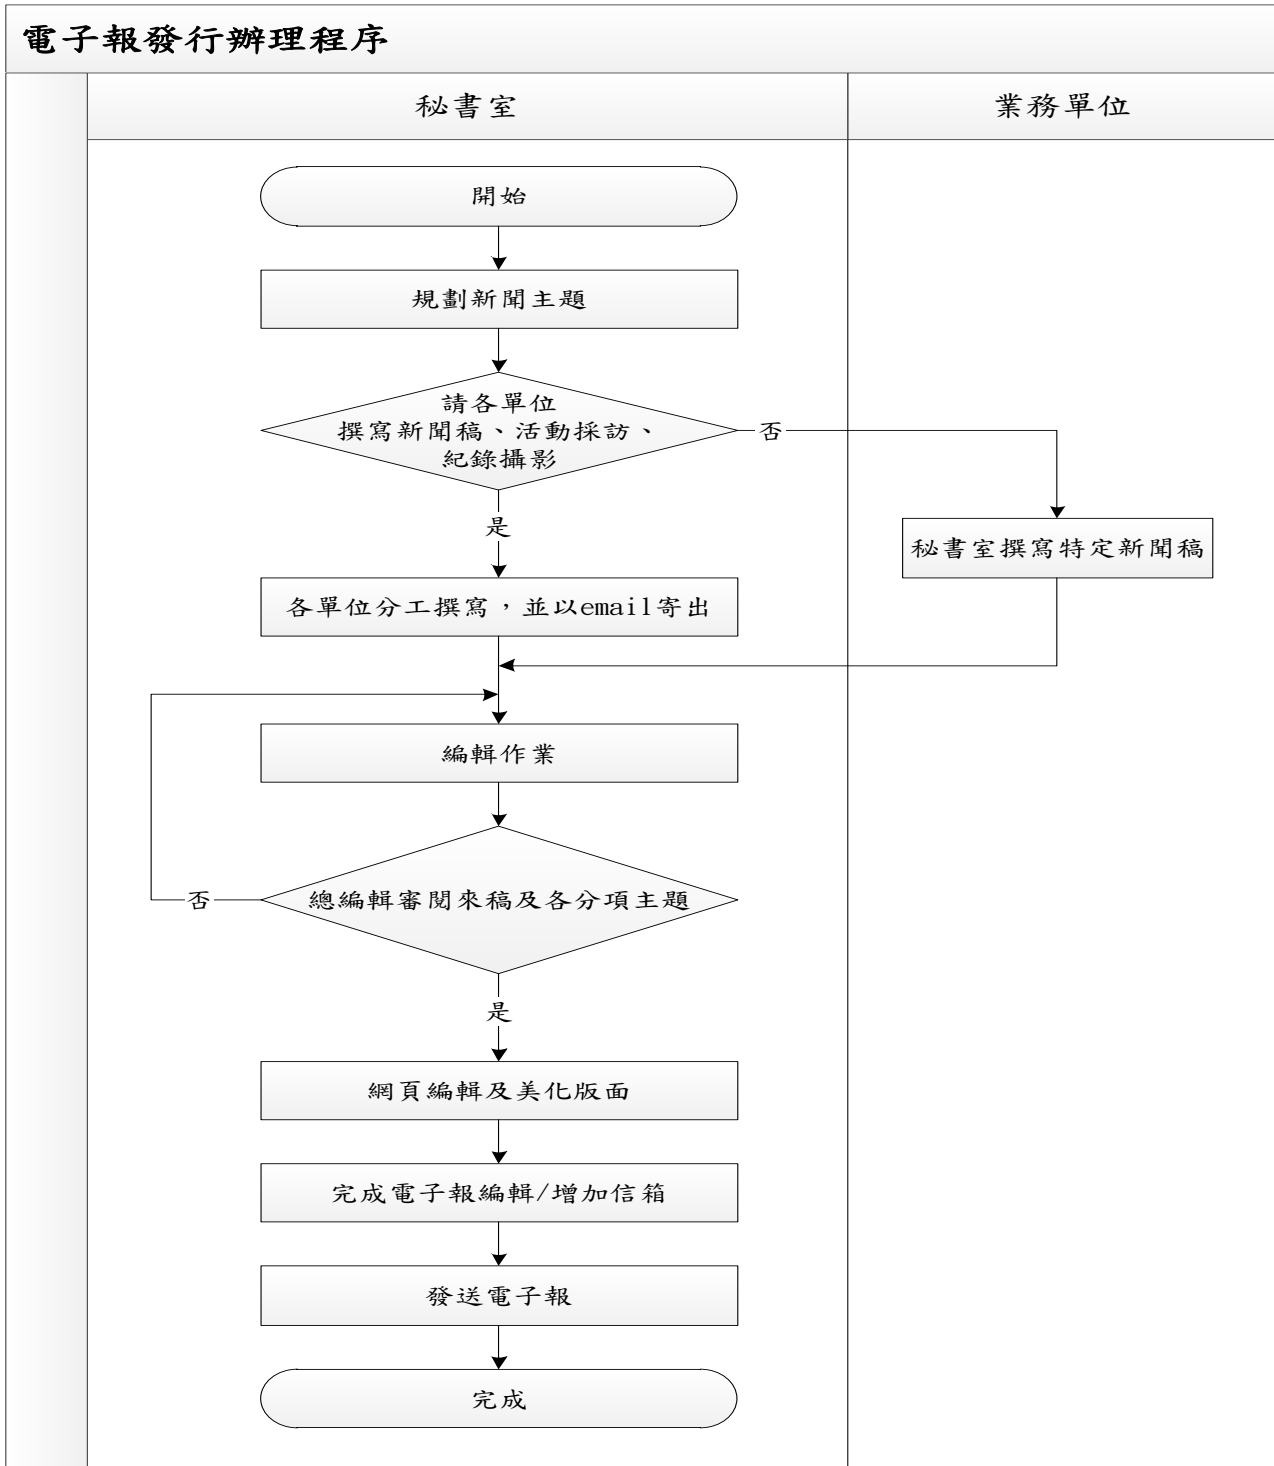 電子報發行辦理程序
秘書室
業務單位
開始
規劃新聞主題
請各單位
撰寫新聞稿、活動採訪、
紀錄攝影
否
是
秘書室撰寫特定新聞稿
各單位分工撰寫，並以email寄出
編輯作業
總編輯審閱來稿及各分項主題
否
是
網頁編輯及美化版面
完成電子報編輯/增加信箱
發送電子報
完成